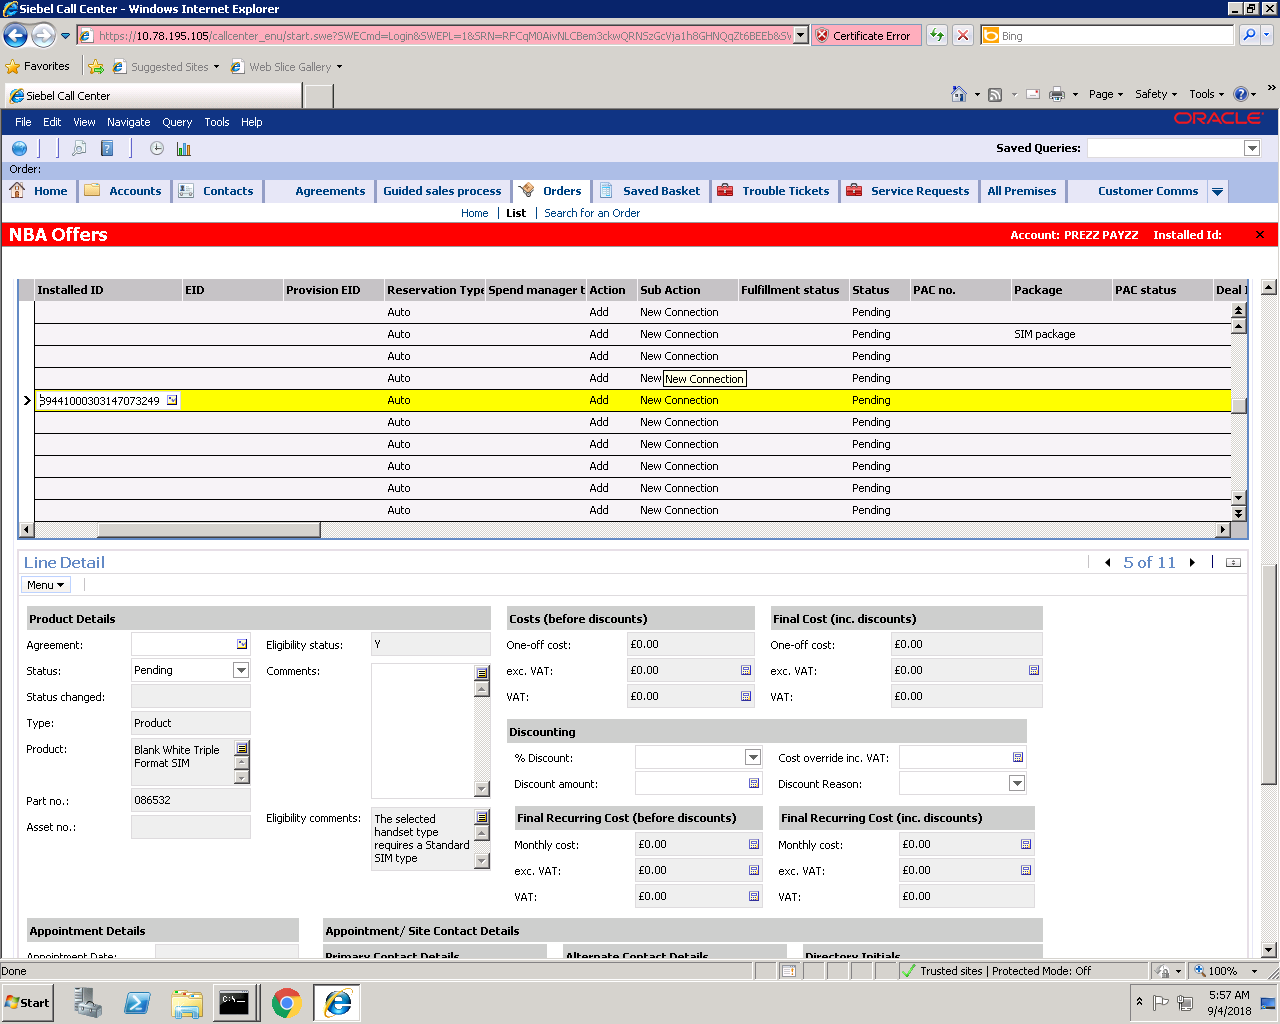 Siebel Call Center - Windows Internet Explorer
https://10.78.195.105/callcenter_enu/start.swe?SWECmd=Login&SWEPL=1&SRN=RFCqM0AivNLCBem3ckwQRNSzGcVja1h8GHNQqZt6BEEb&SV
Certificate Error
Bing
Favorites
Suggested Sites
Web Slice Gallery
Siebel Call Center
Page
Safety
Tools
File Edit View Navigate Query Tools Help
ORACLE
Saved Queries:
Order:
Home Accounts Contacts Agreements Guided sales process Orders Saved Basket Trouble Tickets Service Requests All Premises Customer Comms
Home | List | Search for an Order
NBA Offers
Account: PREZZ PAYZZ Installed Id:
Installed ID EID Provision EID Reservation Type Spend manager t Action Sub Action Fulfillment status Status PAC no. Package PAC status Deal I
Auto Add New Connection Pending
Auto Add New Connection Pending SIM package
Auto Add New Connection Pending
Auto Add New New Connection Pending
39441000303147073249 Auto Add New Connection Pending
Auto Add New Connection Pending
Auto Add New Connection Pending
Auto Add New Connection Pending
Auto Add New Connection Pending
Auto Add New Connection Pending
Line Detail
5 of 11
Menu
Product Details
Agreement:
Status: Pending
Status changed:
Type: Product
Product: Blank White Triple
Format SIM
Part no.: 086532
Asset no.:
Eligibility status: Y
Comments:
Eligibility comments: The selected
handset type
requires a Standard
SIM type
Costs (before discounts)
One-off cost: £0.00
exc. VAT: £0.00
VAT: £0.00
Final Cost (inc. discounts)
One-off cost: £0.00
exc. VAT: £0.00
VAT: £0.00
Discounting
% Discount:
Discount amount:
Cost override inc. VAT:
Discount Reason:
Final Recurring Cost (before discounts)
Monthly cost: £0.00
exc. VAT: £0.00
VAT: £0.00
Final Recurring Cost (inc. discounts)
Monthly cost: £0.00
exc. VAT: £0.00
VAT: £0.00
Appointment Details
Appointment Date:
Appointment/ Site Contact Details
Primary Contact Details
Alternate Contact Details
Directory Initials
Done
Trusted sites | Protected Mode: Off
100%
Start
5:57 AM
9/4/2018